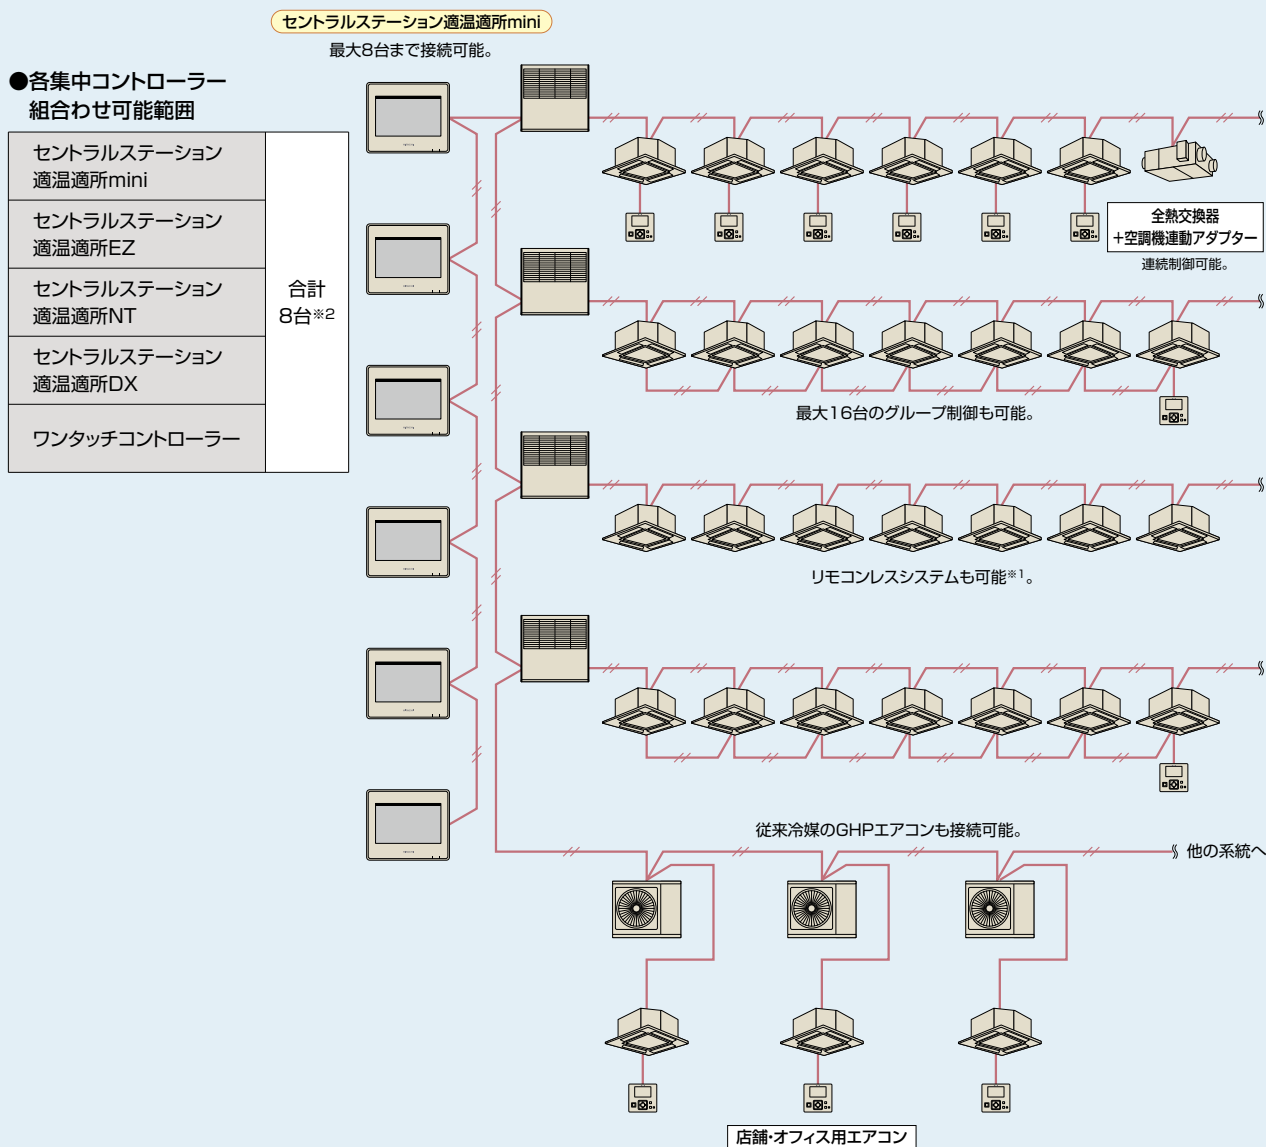 セントラルステーション適温適所mini
最大8台まで接続可能。
●各集中コントローラー
組合わせ可能範囲
セントラルステーション
適温適所mini
セントラルステーション
適温適所EZ
セントラルステーション
適温適所NT
セントラルステーション
適温適所DX
ワンタッチコントローラー
合計
8台※2
全熱交換器
+空調機連動アダプター
連続制御可能。
最大16台のグループ制御も可能。
リモコンレスシステムも可能※1。
従来冷媒のGHPエアコンも接続可能。
他の系統へ
店舗・オフィス用エアコン